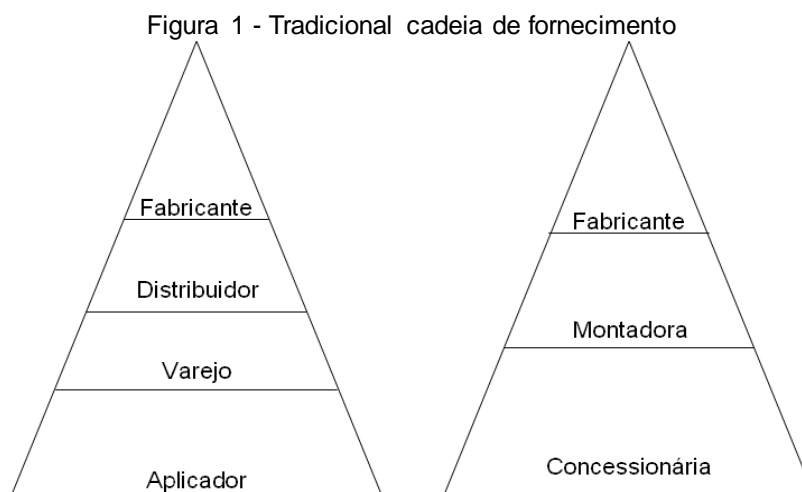 Figura 1 - Tradicional cadeia de fornecimento
Fabricante
Distribuidor
Varejo
Aplicador
Fabricante
Montadora
Concessionária